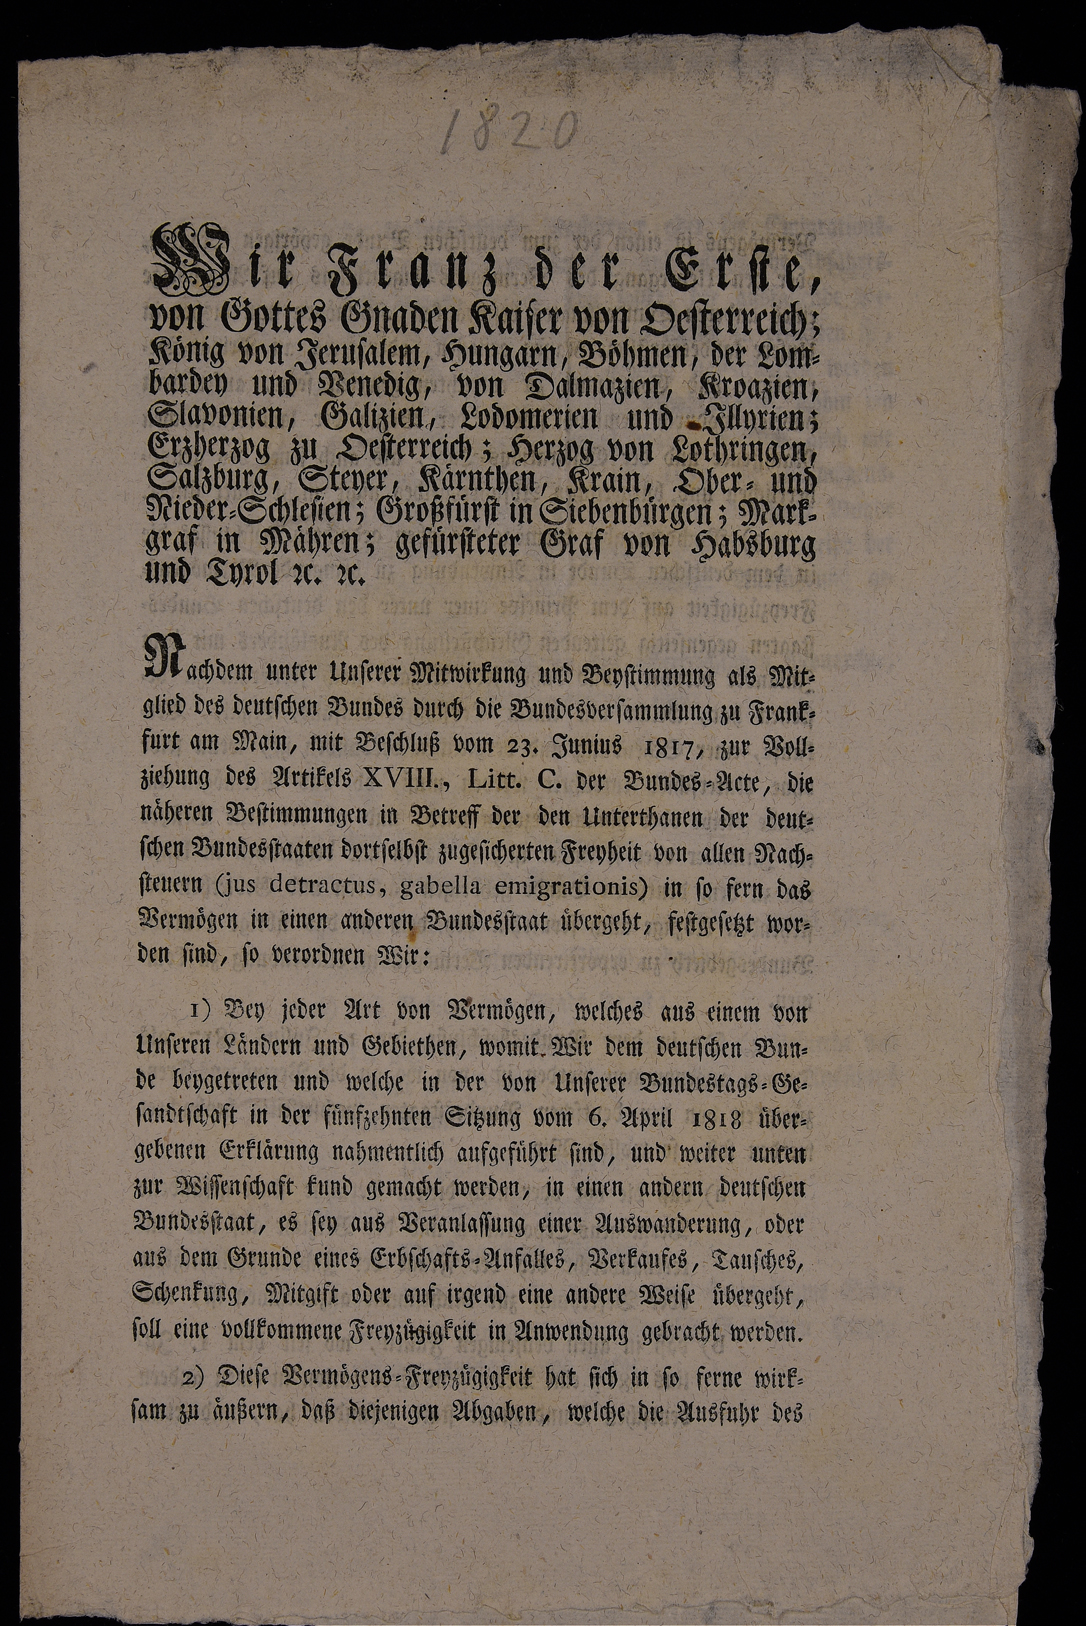 1820
Wir Franz der Erste,
von Gottes Gnaden Kaiser von Oesterreich;
König von Jerusalem, Hungarn, Böhmen, der Lom-
bardey und Venedig, von Dalmazien, Kroazien,
Slavonien, Galizien, Lodomerien und Illyrien;
Erzherzog zu Oesterreich; Herzog von Lothringen,
Salzburg, Steyer, Kärnthen, Krain, Ober- und
Nieder-Schlesien; Großfürst in Siebenbürgen; Mark-
graf in Mähren; gefürsteter Graf von Habsburg
und Tyrol ꝛc. ꝛc.
Nachdem unter Unserer Mitwirkung und Beystimmung als Mit-
glied des deutschen Bundes durch die Bundesversammlung zu Frank-
furt am Main, mit Beschluß vom 23. Junius 1817, zur Voll-
ziehung des Artikels XVIII., Litt. C. der Bundes-Acte, die
näheren Bestimmungen in Betreff der den Unterthanen der deut-
schen Bundesstaaten dortselbst zugesicherten Freyheit von allen Nach-
steuern (jus detractus, gabella emigrationis) in so fern das
Vermögen in einen anderen Bundesstaat übergeht, festgesetzt wor-
den sind, so verordnen Wir:
1) Bey jeder Art von Vermögen, welches aus einem von
Unseren Ländern und Gebiethen, womit Wir dem deutschen Bun-
de beygetreten und welche in der von Unserer Bundestags-Ge-
sandtschaft in der fünfzehnten Sitzung vom 6. April 1818 über-
gebenen Erklärung nahmentlich aufgeführt sind, und weiter unten
zur Wissenschaft kund gemacht werden, in einen andern deutschen
Bundesstaat, es sey aus Veranlassung einer Auswanderung, oder
aus dem Grunde eines Erbschafts-Anfalles, Verkaufes, Tausches,
Schenkung, Mitgift oder auf irgend eine andere Weise übergeht,
soll eine vollkommene Freyzügigkeit in Anwendung gebracht werden.
2) Diese Vermögens-Freyzügigkeit hat sich in so ferne wirk-
sam zu äußern, daß diejenigen Abgaben, welche die Ausfuhr des